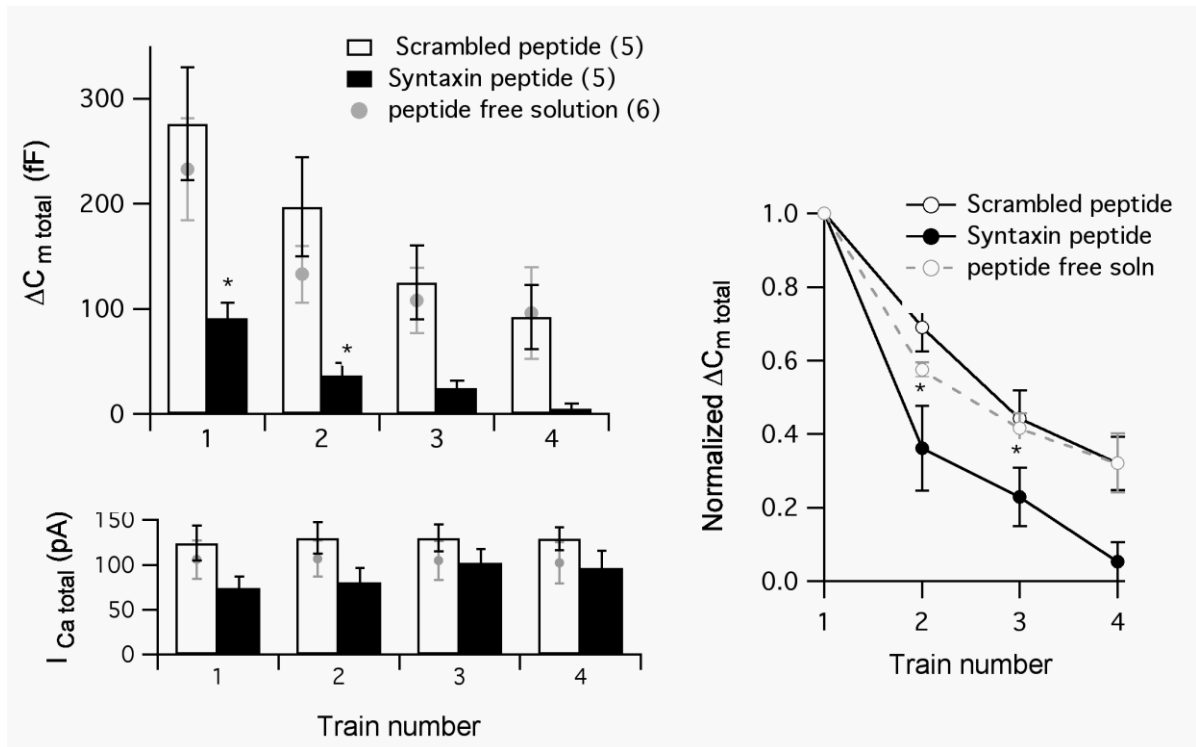 Scrambled peptide (5)
Syntaxin peptide (5)
peptide free solution (6)
ΔCm total (fF)
300
200
100
0
*
*
1 2 3 4
I Ca total (pA)
150
100
50
0
1 2 3 4
Train number
Scrambled peptide
Syntaxin peptide
peptide free soln
Normalized ΔCm total
1.0
0.8
0.6
0.4
0.2
0.0
*
*
1 2 3 4
Train number